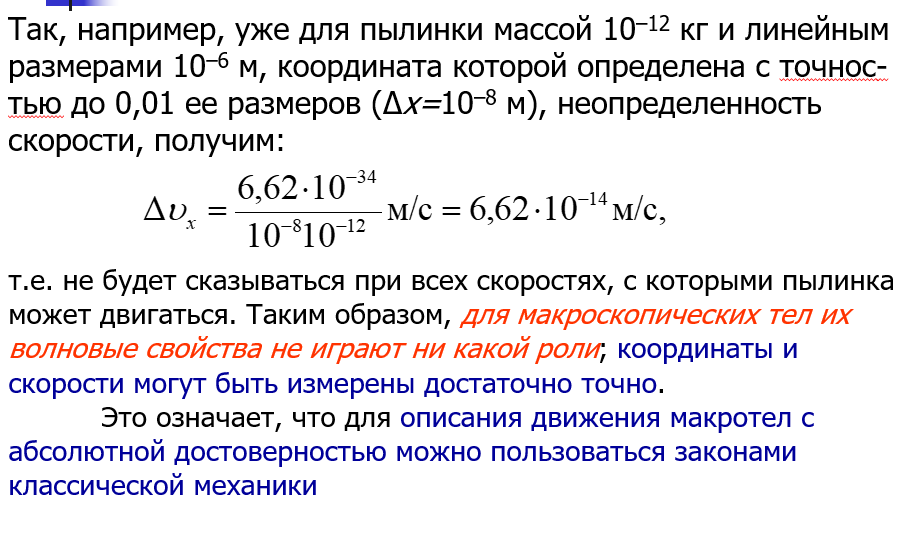 Так, например, уже для пылинки массой 10⁻¹² кг и линейным
размерами 10⁻⁶ м, координата которой определена с точнос-
тью до 0,01 ее размеров (Δx=10⁻⁸ м), неопределенность
скорости, получим:
Δυₓ = 6,62·10⁻³⁴ / 10⁻⁸10⁻¹² м/с = 6,62·10⁻¹⁴ м/с,
т.е. не будет сказываться при всех скоростях, с которыми пылинка
может двигаться. Таким образом, для макроскопических тел их
волновые свойства не играют ни какой роли; координаты и
скорости могут быть измерены достаточно точно.
Это означает, что для описания движения макротел с
абсолютной достоверностью можно пользоваться законами
классической механики